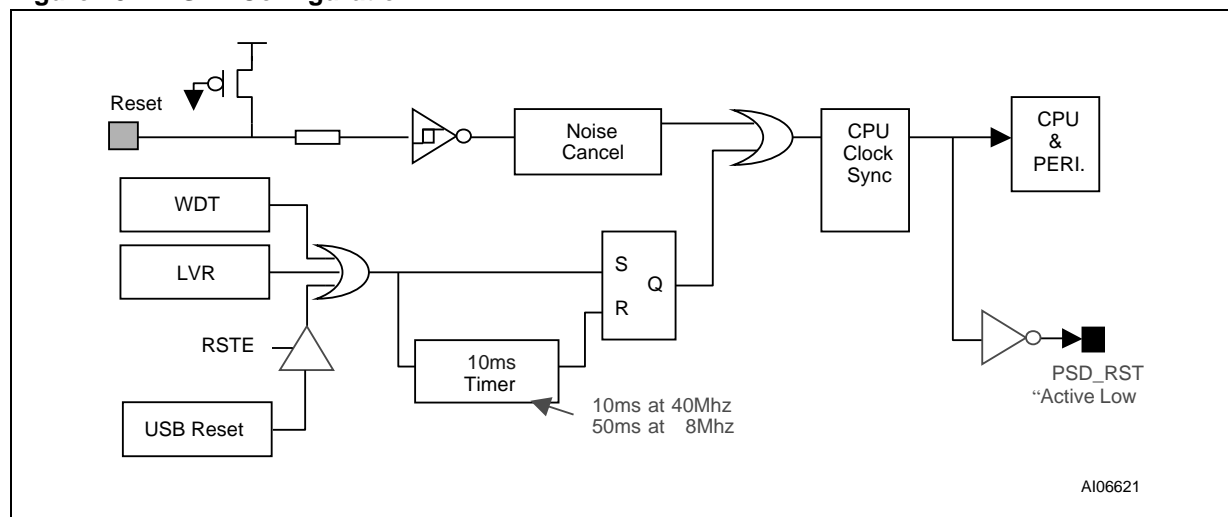 Reset
Noise
Cancel
CPU
Clock
Sync
CPU
&
PERI.
WDT
LVR
S
Q
R
RSTE
10ms
Timer
10ms at 40Mhz
50ms at 8Mhz
USB Reset
PSD_RST
“Active Low
AI06621